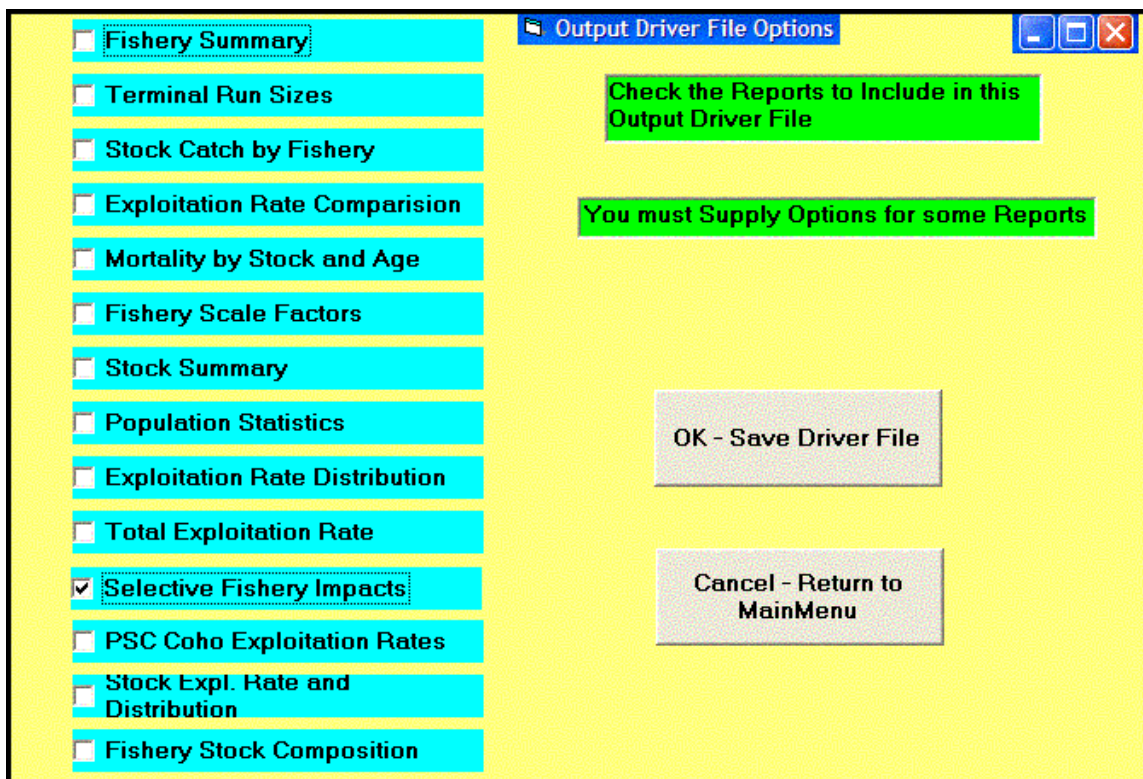 Output Driver File Options
Fishery Summary
Terminal Run Sizes
Stock Catch by Fishery
Exploitation Rate Comparision
Mortality by Stock and Age
Fishery Scale Factors
Stock Summary
Population Statistics
Exploitation Rate Distribution
Total Exploitation Rate
Selective Fishery Impacts
PSC Coho Exploitation Rates
Stock Expl. Rate and
Distribution
Fishery Stock Composition
Check the Reports to Include in this
Output Driver File
You must Supply Options for some Reports
OK - Save Driver File
Cancel - Return to
MainMenu